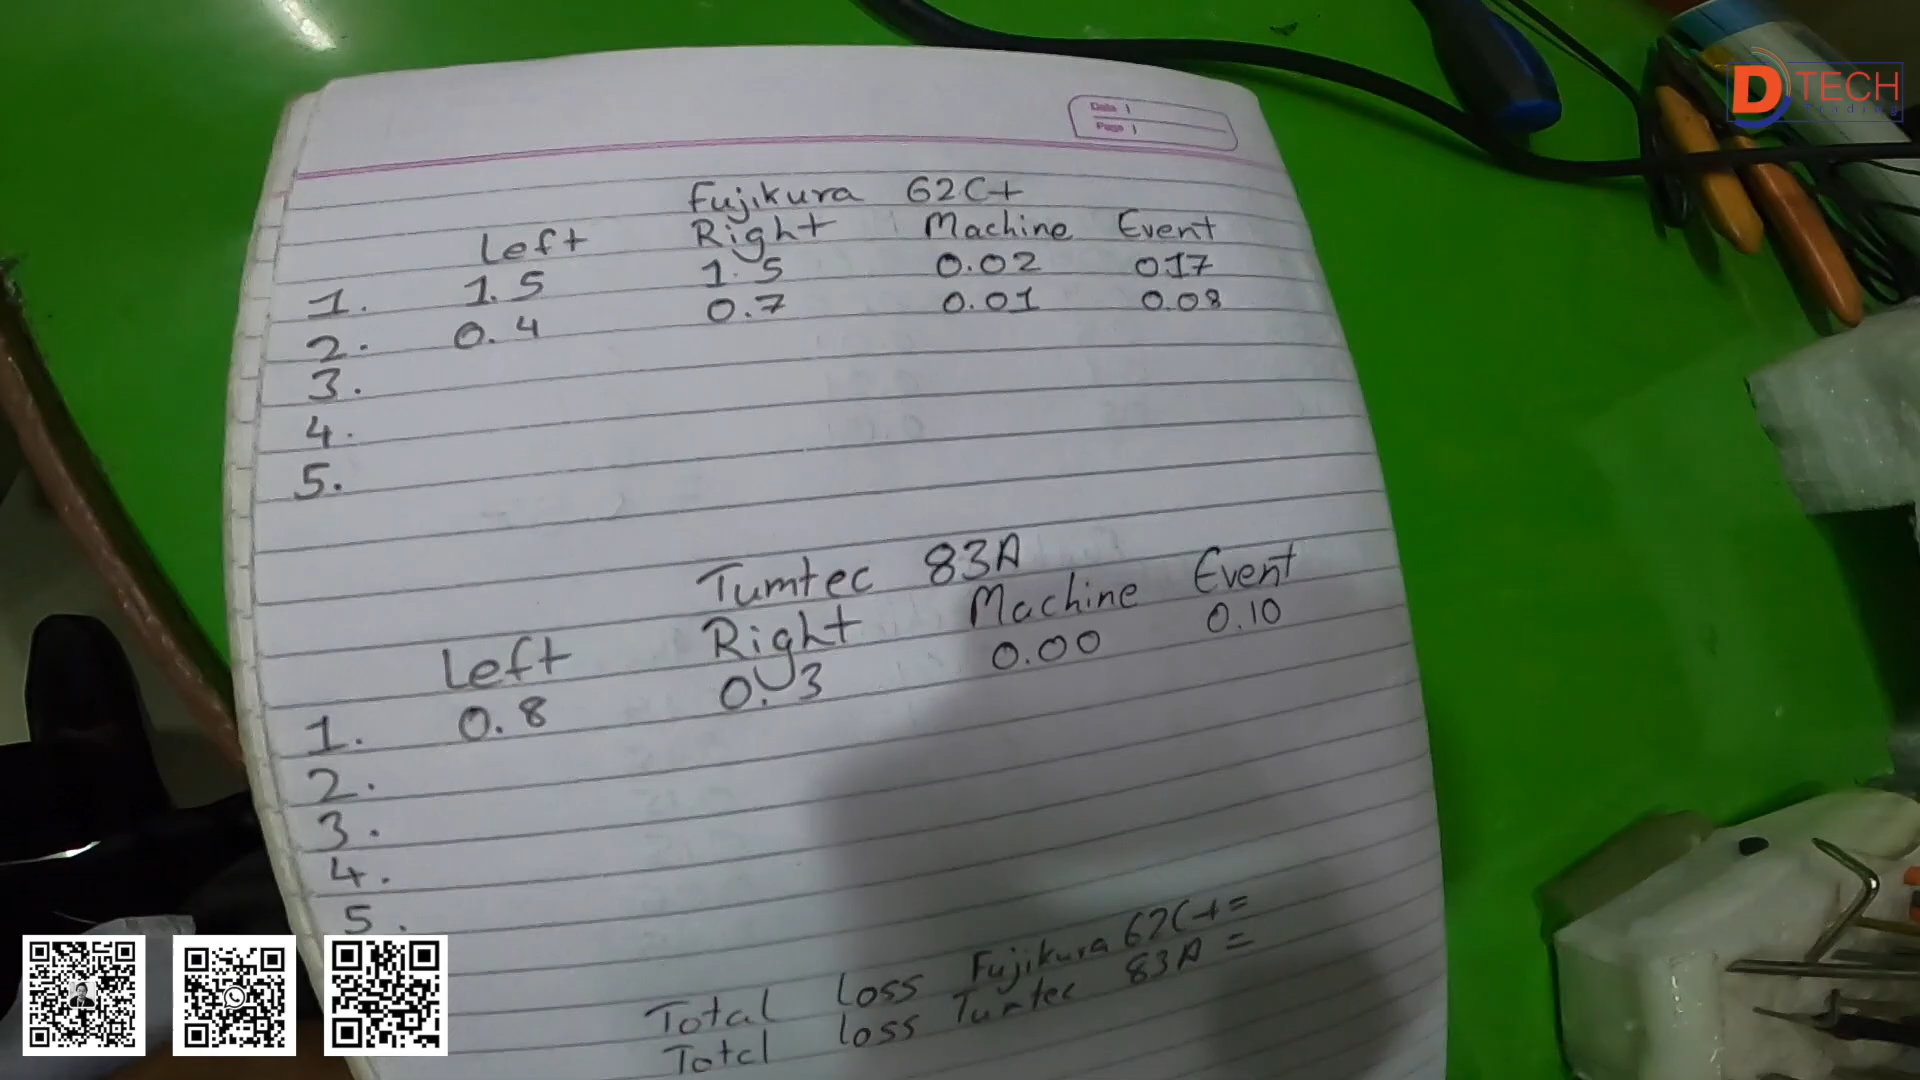 D TECH
Trading
Date
Page
Fujikura 62C+
Left Right Machine Event
1. 1.5 1.5 0.02 0.17
2. 0.4 0.7 0.01 0.08
3.
4.
5.
Tumtec 83A
Left Right Machine Event
1. 0.8 0.3 0.00 0.10
2.
3.
4.
5.
Total loss Fujikura 62C+=
Total loss Tumtec 83A =